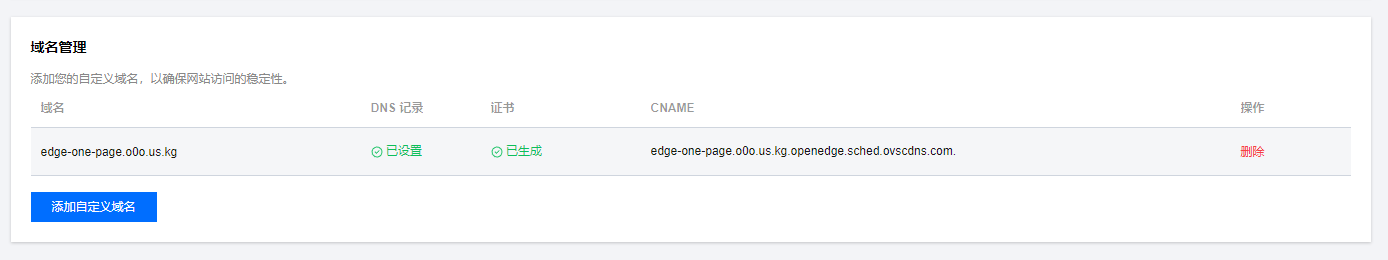 域名管理
添加您的自定义域名，以确保网站访问的稳定性。
域名 DNS 记录 证书 CNAME 操作
edge-one-page.o0o.us.kg 已设置 已生成 edge-one-page.o0o.us.kg.openedge.sched.ovscdns.com. 删除
添加自定义域名